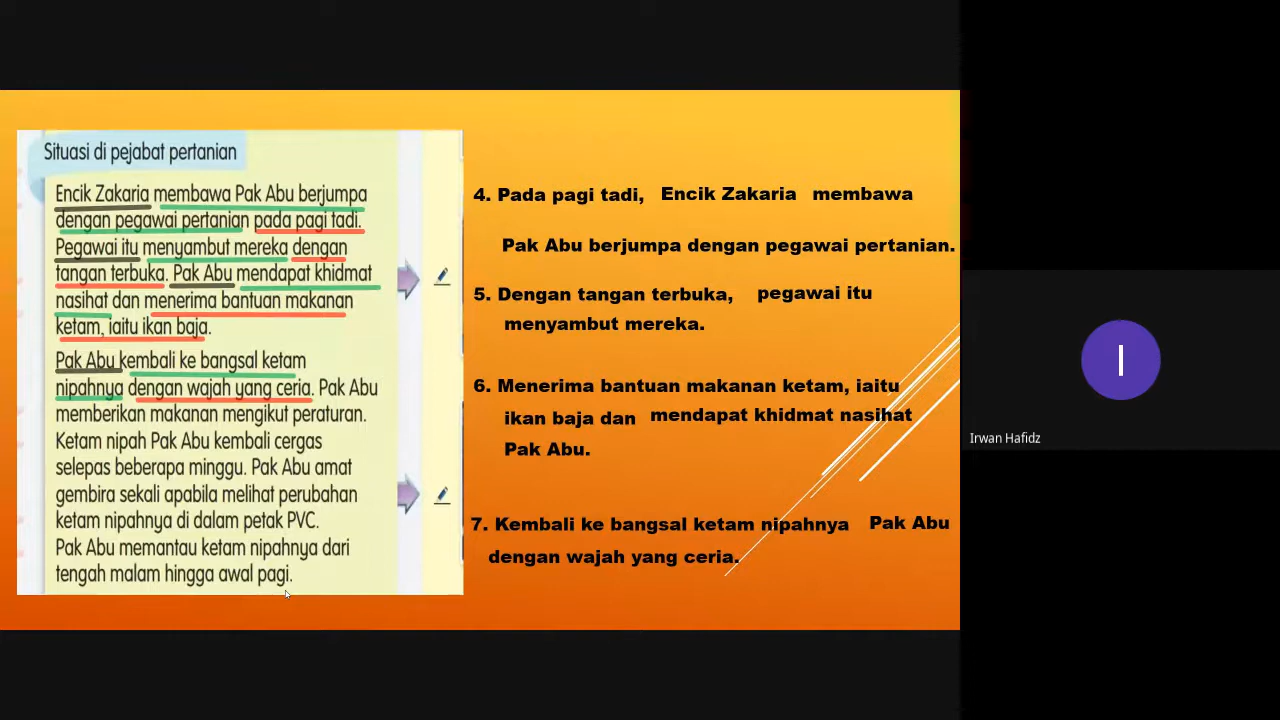 Situasi di pejabat pertanian
Encik Zakaria membawa Pak Abu berjumpa
dengan pegawai pertanian pada pagi tadi.
Pegawai itu menyambut mereka dengan
tangan terbuka. Pak Abu mendapat khidmat
nasihat dan menerima bantuan makanan
ketam, iaitu ikan baja.
Pak Abu kembali ke bangsal ketam
nipahnya dengan wajah yang ceria. Pak Abu
memberikan makanan mengikut peraturan.
Ketam nipah Pak Abu kembali cergas
selepas beberapa minggu. Pak Abu amat
gembira sekali apabila melihat perubahan
ketam nipahnya di dalam petak PVC.
Pak Abu memantau ketam nipahnya dari
tengah malam hingga awal pagi.
4. Pada pagi tadi, Encik Zakaria membawa
Pak Abu berjumpa dengan pegawai pertanian.
5. Dengan tangan terbuka, pegawai itu
menyambut mereka.
6. Menerima bantuan makanan ketam, iaitu
ikan baja dan mendapat khidmat nasihat
Pak Abu.
7. Kembali ke bangsal ketam nipahnya Pak Abu
dengan wajah yang ceria.
I
Irwan Hafidz